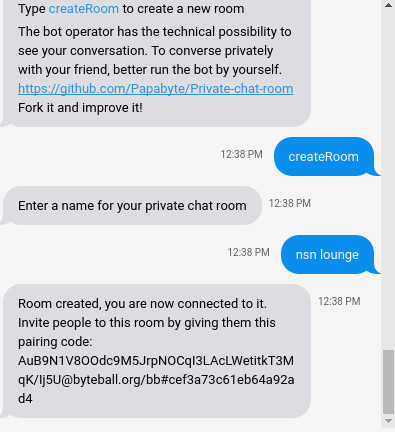 Type createRoom to create a new room
The bot operator has the technical possibility to
see your conversation. To converse privately
with your friend, better run the bot by yourself.
https://github.com/Papabyte/Private-chat-room
Fork it and improve it!
12:38 PM createRoom
Enter a name for your private chat room 12:38 PM
12:38 PM nsn lounge
Room created, you are now connected to it. 12:38 PM
Invite people to this room by giving them this
pairing code:
AuB9N1V8OOdc9M5JrpNOCqI3LAcLWetitkT3M
qK/Ij5U@byteball.org/bb#cef3a73c61eb64a92a
d4